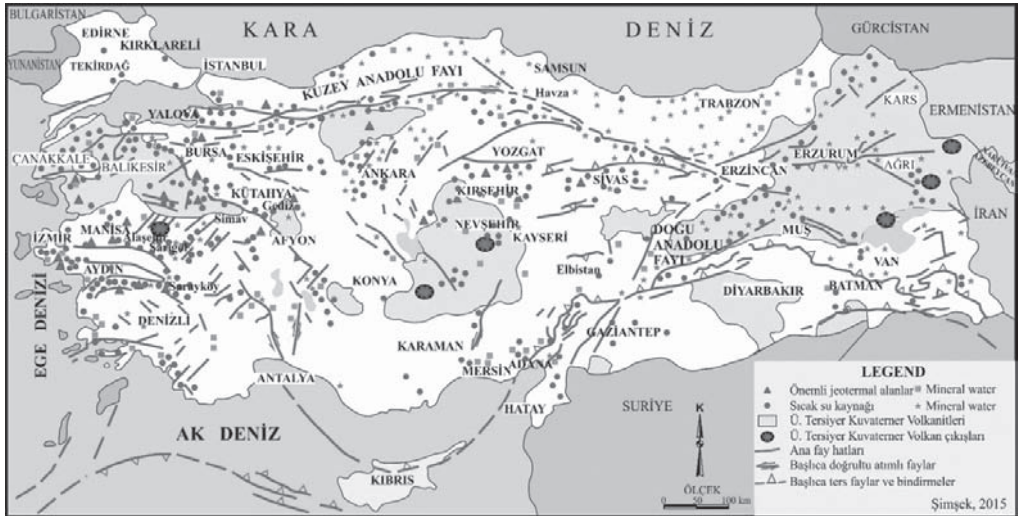 BULGARİSTAN
KARA DENİZ
GÜRCİSTAN
EDİRNE
KIRKLARELİ
YUNANİSTAN
TEKİRDAĞ
İSTANBUL
KUZEY ANADOLU FAYI
SAMSUN
Havza
TRABZON
KARS
ERMENİSTAN
YALOVA
ÇANAKKALE
BALIKESİR
BURSA
ESKİŞEHİR
ANKARA
YOZGAT
SİVAS
ERZİNCAN
ERZURUM
AĞRI
İRAN
KÜTAHYA
Gediz
KIRŞEHİR
Simav
NEVŞEHİR
KAYSERİ
DOĞU ANADOLU FAYI
MUŞ
VAN
İZMİR
MANİSA
Alaşehir
AFYON
KONYA
Elbistan
AYDIN
Sarayköy
DENİZLİ
DİYARBAKIR
BATMAN
EGE DENİZİ
KARAMAN
MERSİN
ADANA
GAZİANTEP
ANTALYA
HATAY
SURİYE
AK DENİZ
KIBRIS
K
ÖLÇEK
0 50 100 km
LEGEND
Önemli jeotermal alanlar
Mineral water
Sıcak su kaynağı
Mineral water
Ü. Tersiyer Kuvaterner Volkanitleri
Ü. Tersiyer Kuvaterner Volkan çıkışları
Ana fay hatları
Başlıca doğrultu atımlı faylar
Başlıca ters faylar ve bindirmeler
Şimşek, 2015